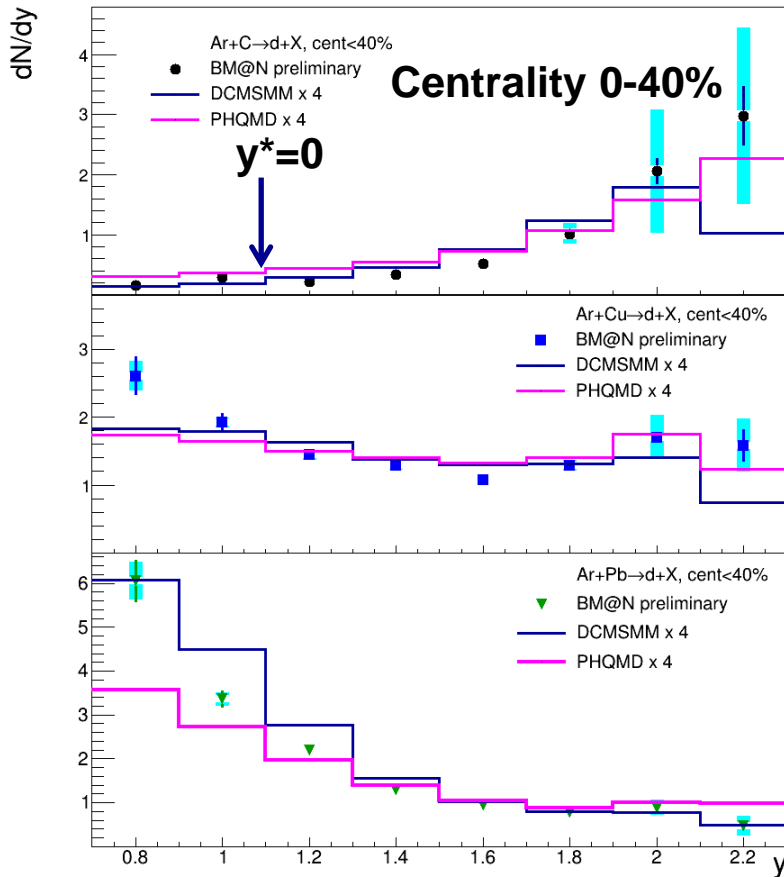 dN/dy
Ar+C→d+X, cent<40%
BM@N preliminary
DCMSMM x 4
PHQMD x 4
Centrality 0-40%
y*=0
4
3
2
1
Ar+Cu→d+X, cent<40%
BM@N preliminary
DCMSMM x 4
PHQMD x 4
3
2
1
Ar+Pb→d+X, cent<40%
BM@N preliminary
DCMSMM x 4
PHQMD x 4
6
5
4
3
2
1
0.8 1 1.2 1.4 1.6 1.8 2 2.2
y